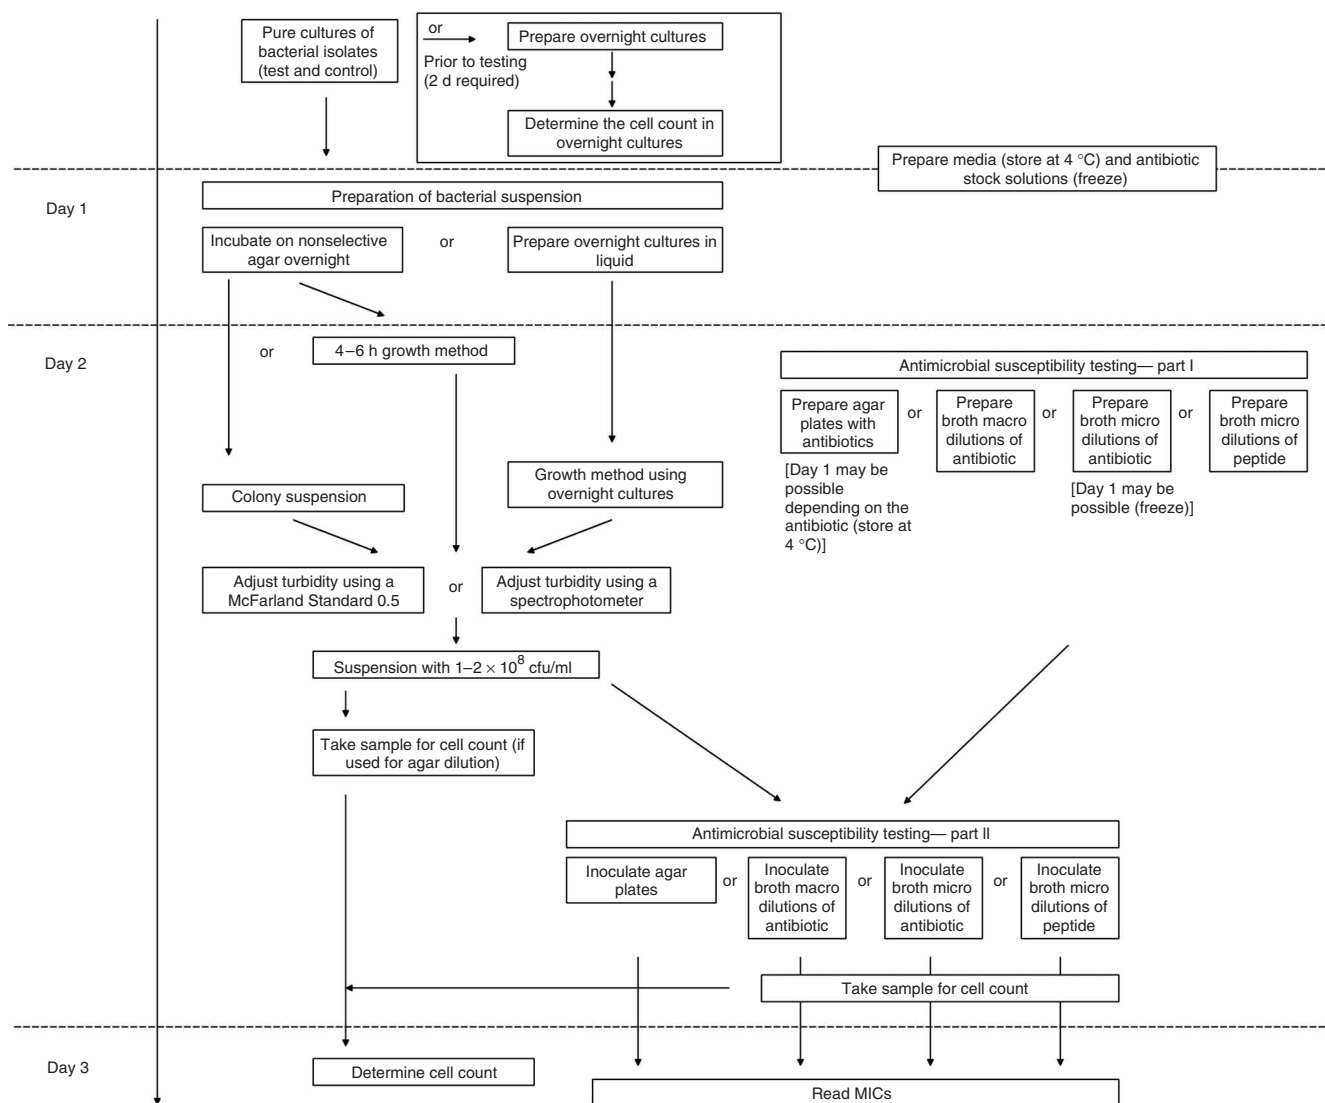 Pure cultures of
bacterial isolates
(test and control)
or
Prior to testing
(2 d required)
Prepare overnight cultures
Determine the cell count in
overnight cultures
Prepare media (store at 4 °C) and antibiotic
stock solutions (freeze)
Day 1
Preparation of bacterial suspension
Incubate on nonselective
agar overnight
or
Prepare overnight cultures in
liquid
Day 2
or
4–6 h growth method
Antimicrobial susceptibility testing— part I
Prepare agar
plates with
antibiotics
or
Prepare
broth macro
dilutions of
antibiotic
or
Prepare
broth micro
dilutions of
antibiotic
or
Prepare
broth micro
dilutions of
peptide
[Day 1 may be
possible
depending on the
antibiotic (store at
4 °C)]
[Day 1 may be
possible (freeze)]
Colony suspension
Growth method using
overnight cultures
Adjust turbidity using a
McFarland Standard 0.5
or
Adjust turbidity using a
spectrophotometer
Suspension with 1–2 × 10⁸ cfu/ml
Take sample for cell count (if
used for agar dilution)
Antimicrobial susceptibility testing— part II
Inoculate agar
plates
or
Inoculate
broth macro
dilutions of
antibiotic
or
Inoculate
broth micro
dilutions of
antibiotic
or
Inoculate
broth micro
dilutions of
peptide
Take sample for cell count
Day 3
Determine cell count
Read MICs